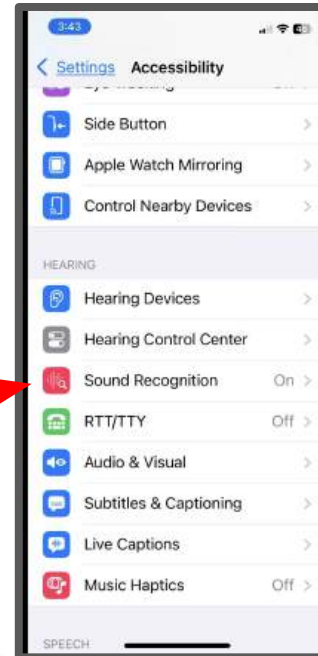 3:43
Settings Accessibility
Side Button
Apple Watch Mirroring
Control Nearby Devices
HEARING
Hearing Devices
Hearing Control Center
Sound Recognition On
RTT/TTY Off
Audio & Visual
Subtitles & Captioning
Live Captions
Music Haptics Off
SPEECH